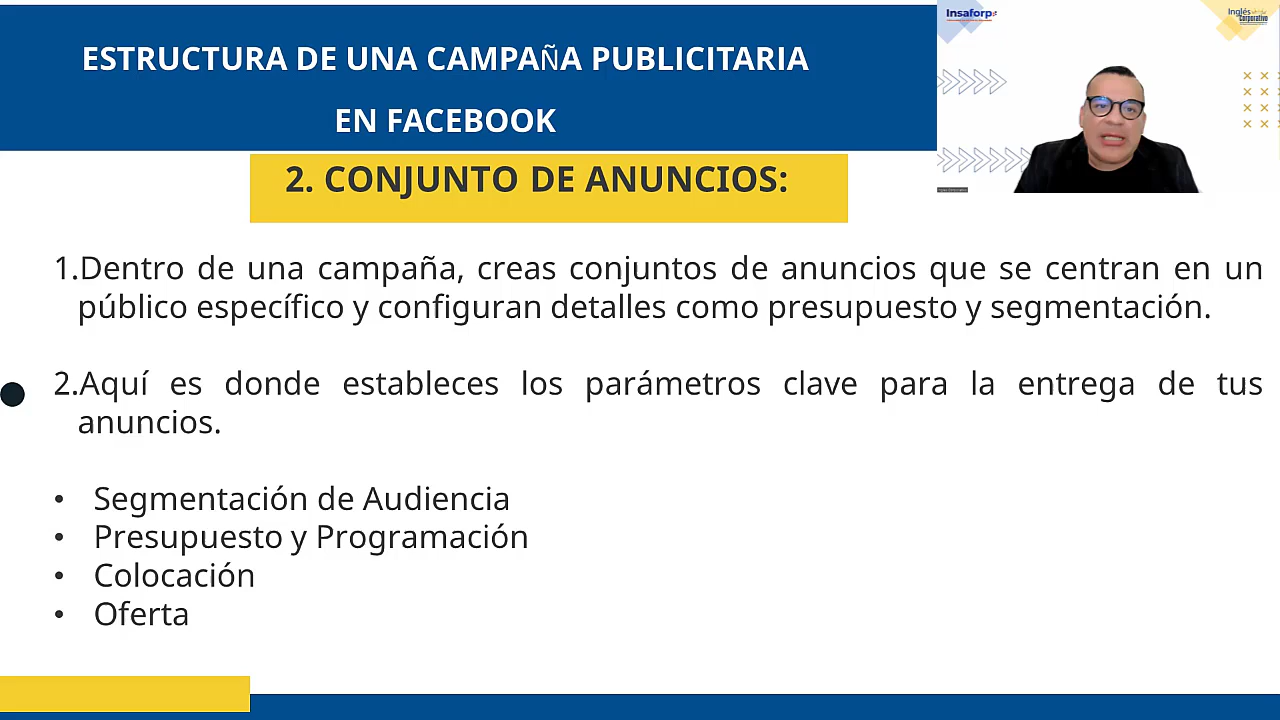 ESTRUCTURA DE UNA CAMPAÑA PUBLICITARIA
EN FACEBOOK
Insaforp
Inglés
Corporativo
2. CONJUNTO DE ANUNCIOS:
1.Dentro de una campaña, creas conjuntos de anuncios que se centran en un
público específico y configuran detalles como presupuesto y segmentación.
2.Aquí es donde estableces los parámetros clave para la entrega de tus
anuncios.
• Segmentación de Audiencia
• Presupuesto y Programación
• Colocación
• Oferta